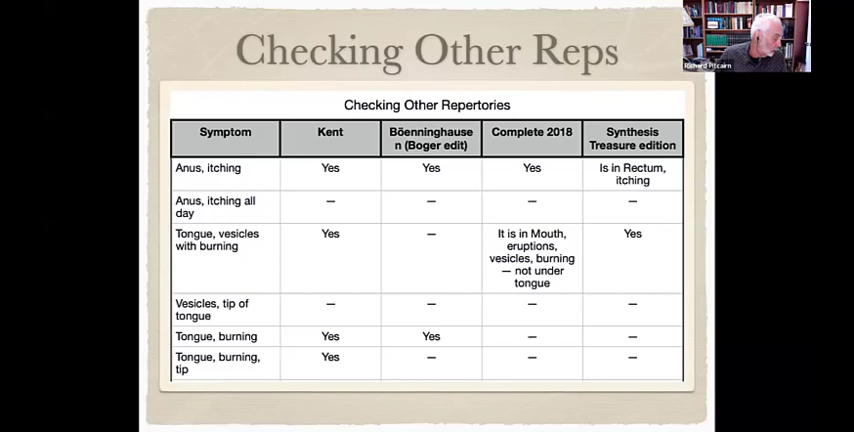 Checking Other Reps
Richard Pitcairn
Checking Other Repertories
Symptom Kent Böenninghause Complete 2018 Synthesis
n (Boger edit) Treasure edition
Anus, itching Yes Yes Yes Is in Rectum,
itching
Anus, itching all — — — —
day
Tongue, vesicles Yes — It is in Mouth, Yes
with burning eruptions,
vesicles, burning
— not under
tongue
Vesicles, tip of — — — —
tongue
Tongue, burning Yes Yes — —
Tongue, burning, Yes — — —
tip